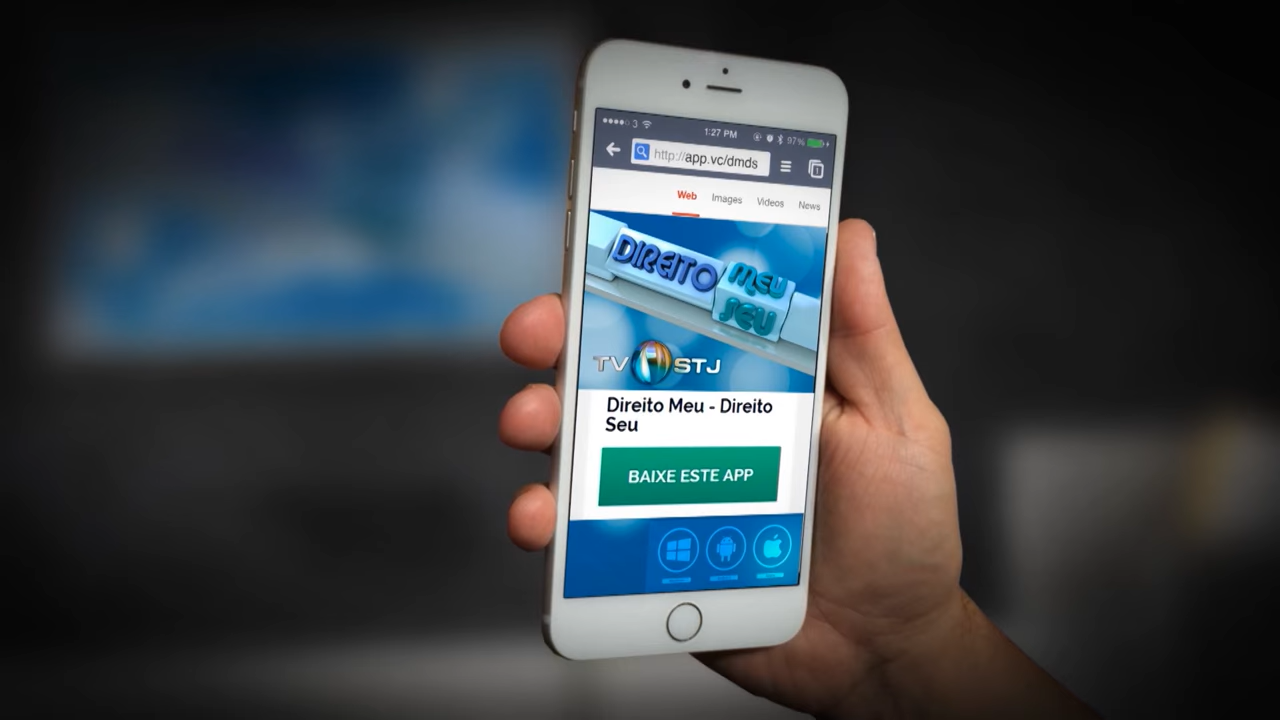 3 1:27 PM 97%
http://app.vc/dmds
1
Web Images Videos News
DIREITO MEU
SEU
TV STJ
Direito Meu - Direito
Seu
BAIXE ESTE APP